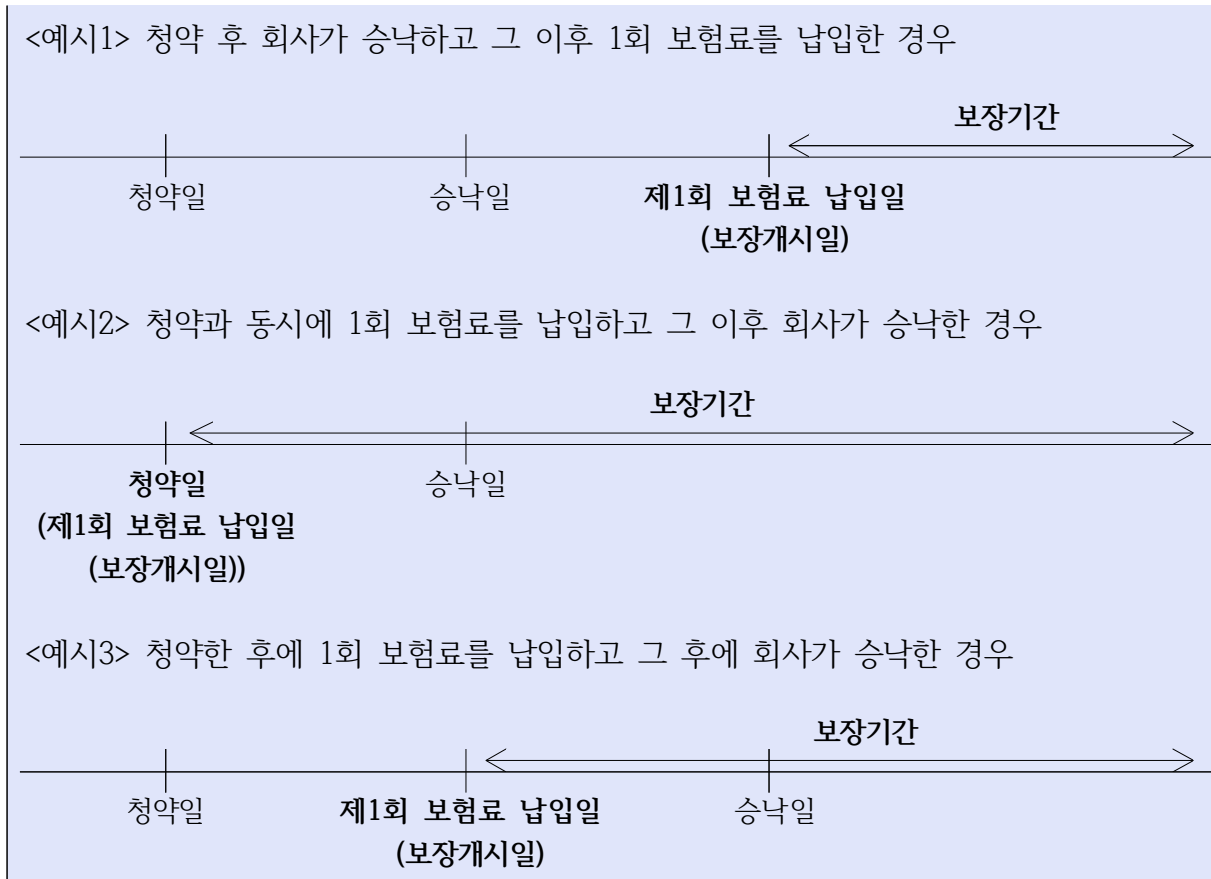 <예시1> 청약 후 회사가 승낙하고 그 이후 1회 보험료를 납입한 경우
보장기간
청약일 승낙일 제1회 보험료 납입일
(보장개시일)
<예시2> 청약과 동시에 1회 보험료를 납입하고 그 이후 회사가 승낙한 경우
보장기간
청약일 승낙일
(제1회 보험료 납입일
(보장개시일))
<예시3> 청약한 후에 1회 보험료를 납입하고 그 후에 회사가 승낙한 경우
보장기간
청약일 제1회 보험료 납입일 승낙일
(보장개시일)